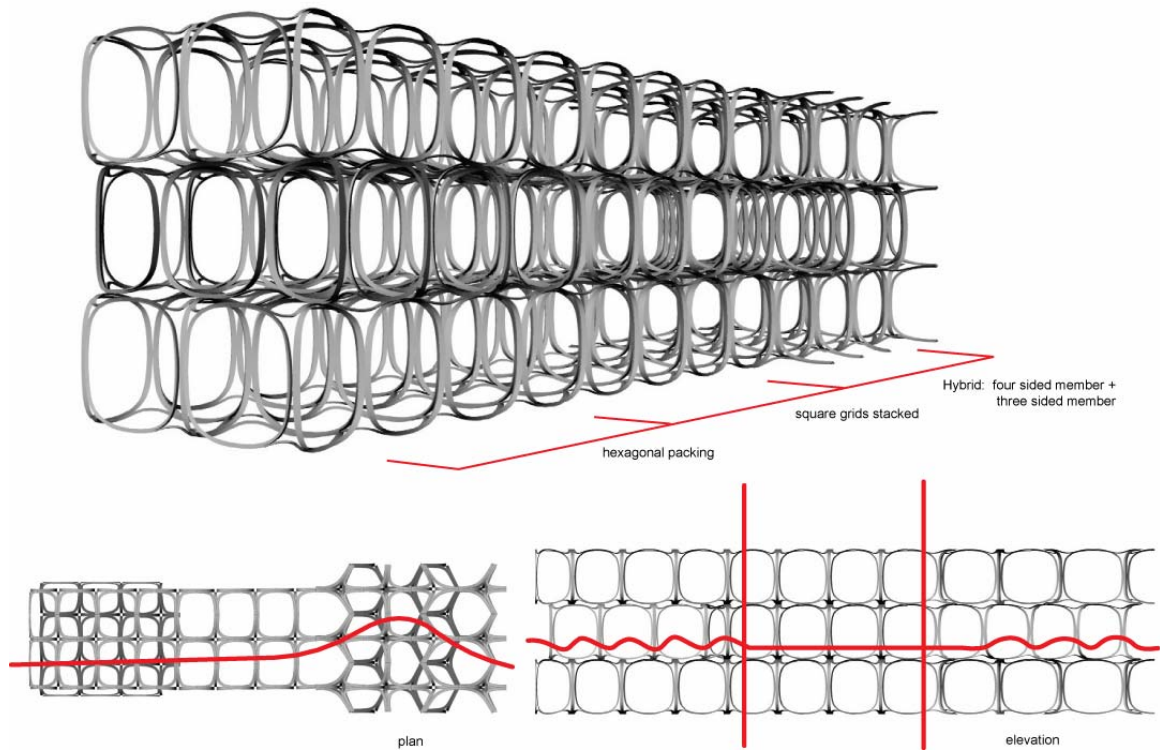 Hybrid: four sided member +
three sided member
square grids stacked
hexagonal packing
plan
elevation